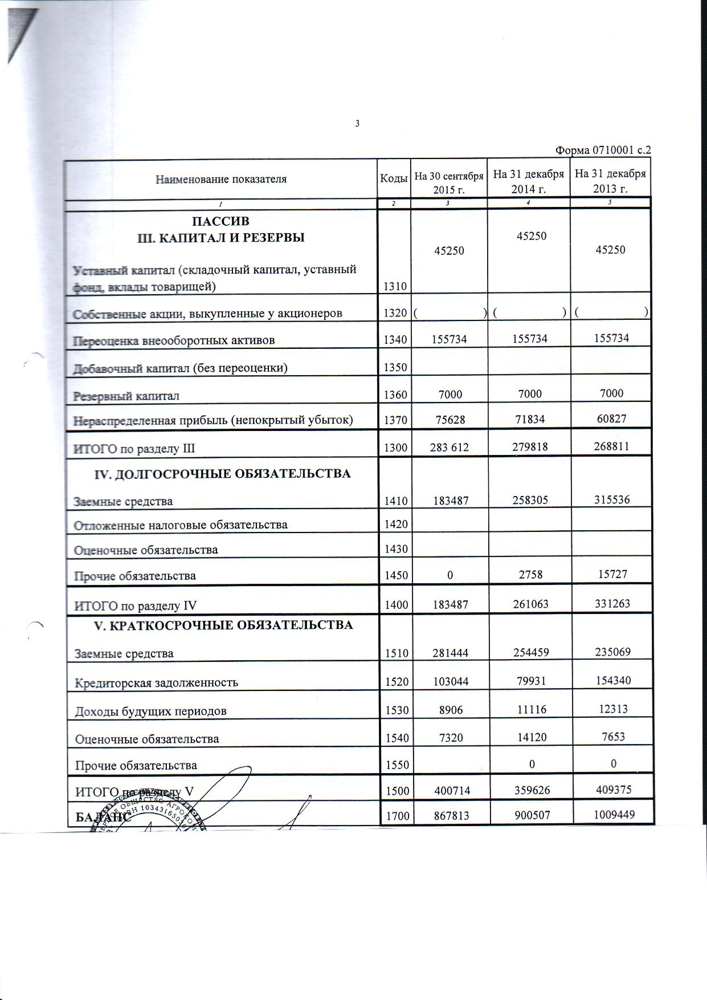 3
Форма 0710001 с.2
Наименование показателя Коды На 30 сентября 2015 г. На 31 декабря 2014 г. На 31 декабря 2013 г.
1 2 3 4 5
ПАССИВ
III. КАПИТАЛ И РЕЗЕРВЫ
Уставный капитал (складочный капитал, уставный
фонд, вклады товарищей) 1310 45250 45250 45250
Собственные акции, выкупленные у акционеров 1320 ( ) ( ) ( )
Переоценка внеооборотных активов 1340 155734 155734 155734
Добавочный капитал (без переоценки) 1350
Резервный капитал 1360 7000 7000 7000
Нераспределенная прибыль (непокрытый убыток) 1370 75628 71834 60827
ИТОГО по разделу III 1300 283 612 279818 268811
IV. ДОЛГОСРОЧНЫЕ ОБЯЗАТЕЛЬСТВА
Заемные средства 1410 183487 258305 315536
Отложенные налоговые обязательства 1420
Оценочные обязательства 1430
Прочие обязательства 1450 0 2758 15727
ИТОГО по разделу IV 1400 183487 261063 331263
V. КРАТКОСРОЧНЫЕ ОБЯЗАТЕЛЬСТВА
Заемные средства 1510 281444 254459 235069
Кредиторская задолженность 1520 103044 79931 154340
Доходы будущих периодов 1530 8906 11116 12313
Оценочные обязательства 1540 7320 14120 7653
Прочие обязательства 1550 0 0
ИТОГО по разделу V 1500 400714 359626 409375
БАЛАНС 1700 867813 900507 1009449
ОБЩЕСТВО